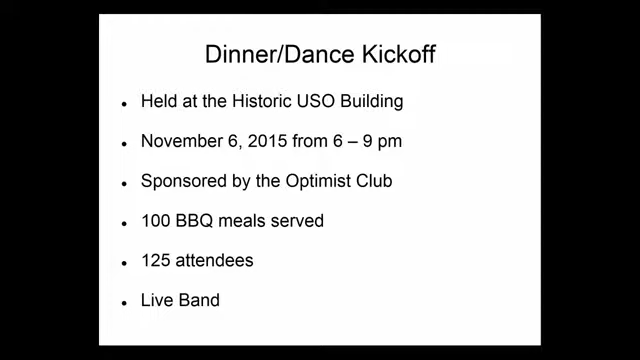 Dinner/Dance Kickoff
• Held at the Historic USO Building
• November 6, 2015 from 6 – 9 pm
• Sponsored by the Optimist Club
• 100 BBQ meals served
• 125 attendees
• Live Band